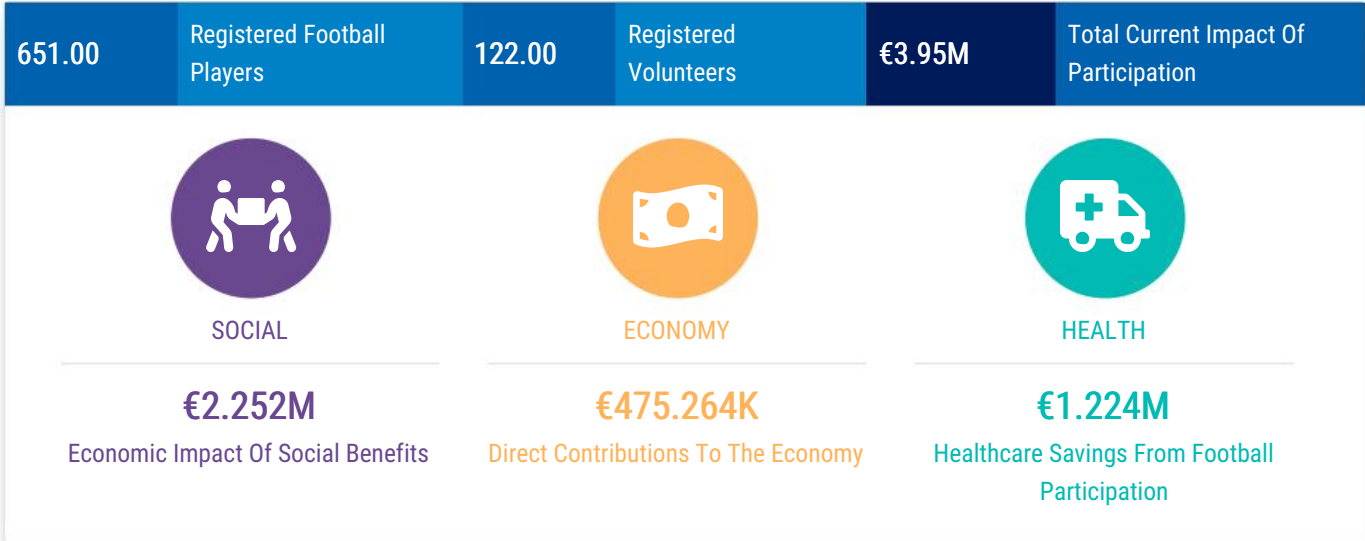 651.00
Registered Football
Players
122.00
Registered
Volunteers
€3.95M
Total Current Impact Of
Participation
SOCIAL
€2.252M
Economic Impact Of Social Benefits
ECONOMY
€475.264K
Direct Contributions To The Economy
HEALTH
€1.224M
Healthcare Savings From Football
Participation